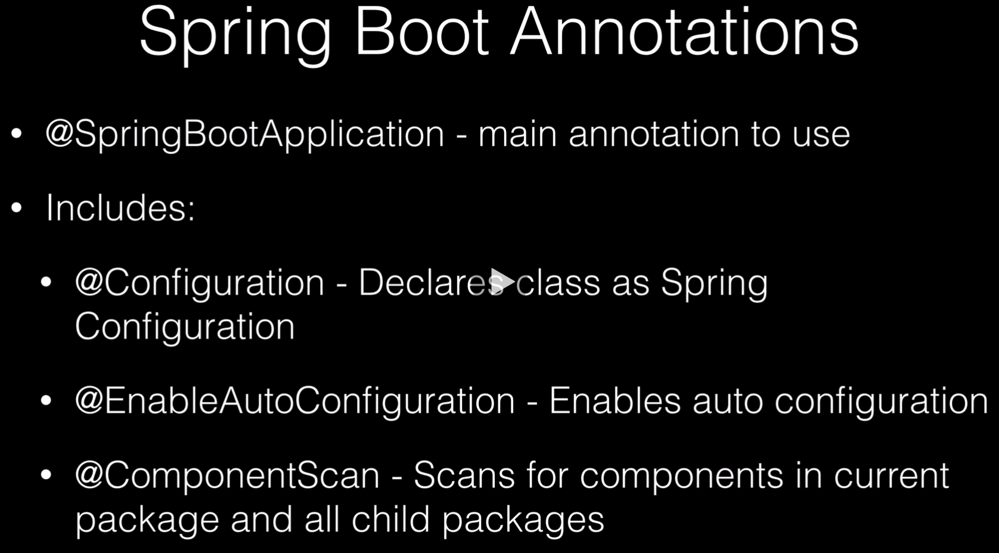 Spring Boot Annotations
• @SpringBootApplication - main annotation to use
• Includes:
• @Configuration - Declares class as Spring
Configuration
• @EnableAutoConfiguration - Enables auto configuration
• @ComponentScan - Scans for components in current
package and all child packages